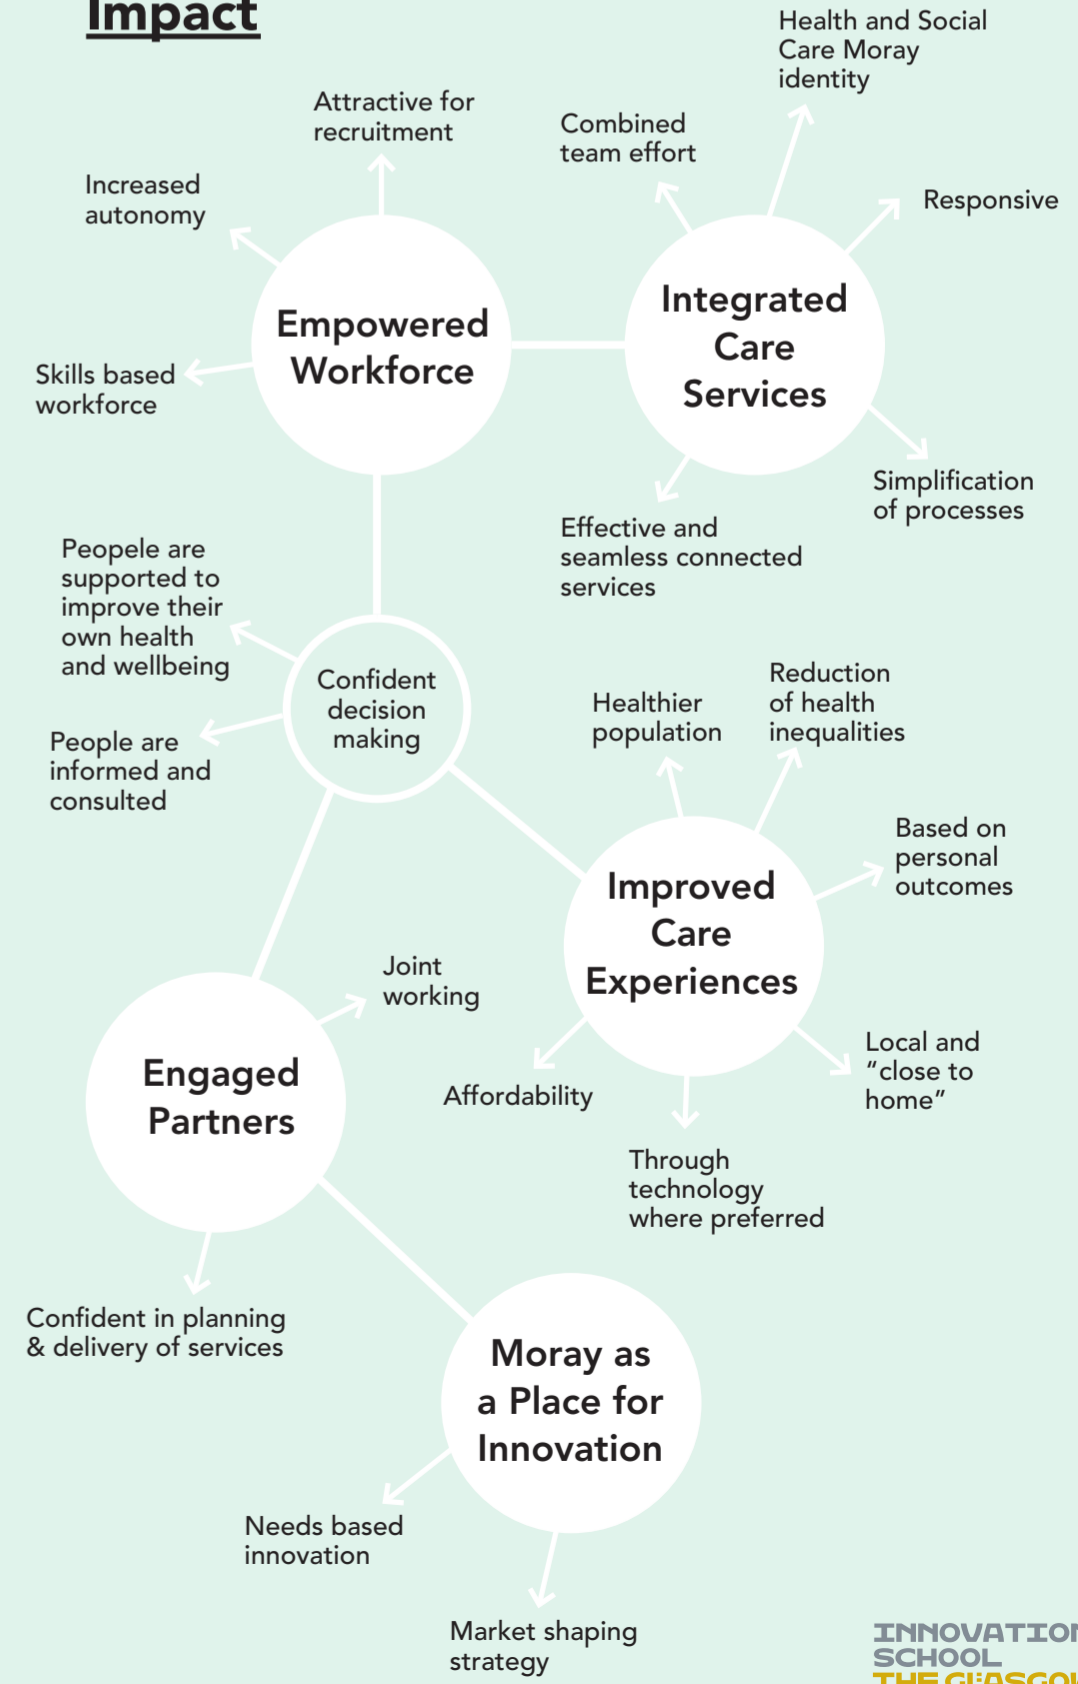 Impact
Attractive for
recruitment
Increased
autonomy
Skills based
workforce
Empowered
Workforce
Health and Social
Care Moray
identity
Combined
team effort
Responsive
Integrated
Care
Services
Simplification
of processes
Effective and
seamless connected
services
Peopele are
supported to
improve their
own health
and wellbeing
People are
informed and
consulted
Confident
decision
making
Healthier
population
Reduction
of health
inequalities
Based on
personal
outcomes
Improved
Care
Experiences
Local and
“close to
home”
Affordability
Through
technology
where preferred
Joint
working
Engaged
Partners
Confident in planning
& delivery of services
Moray as
a Place for
Innovation
Needs based
innovation
Market shaping
strategy
INNOVATION
SCHOOL
THE GLASGOW